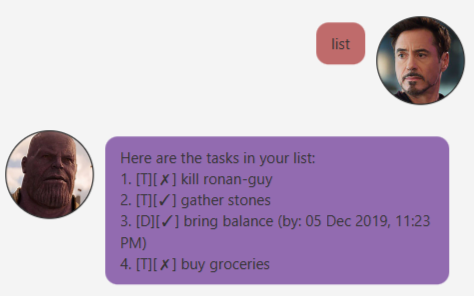 list
Here are the tasks in your list:
1. [T][✗] kill ronan-guy
2. [T][✓] gather stones
3. [D][✓] bring balance (by: 05 Dec 2019, 11:23
PM)
4. [T][✗] buy groceries